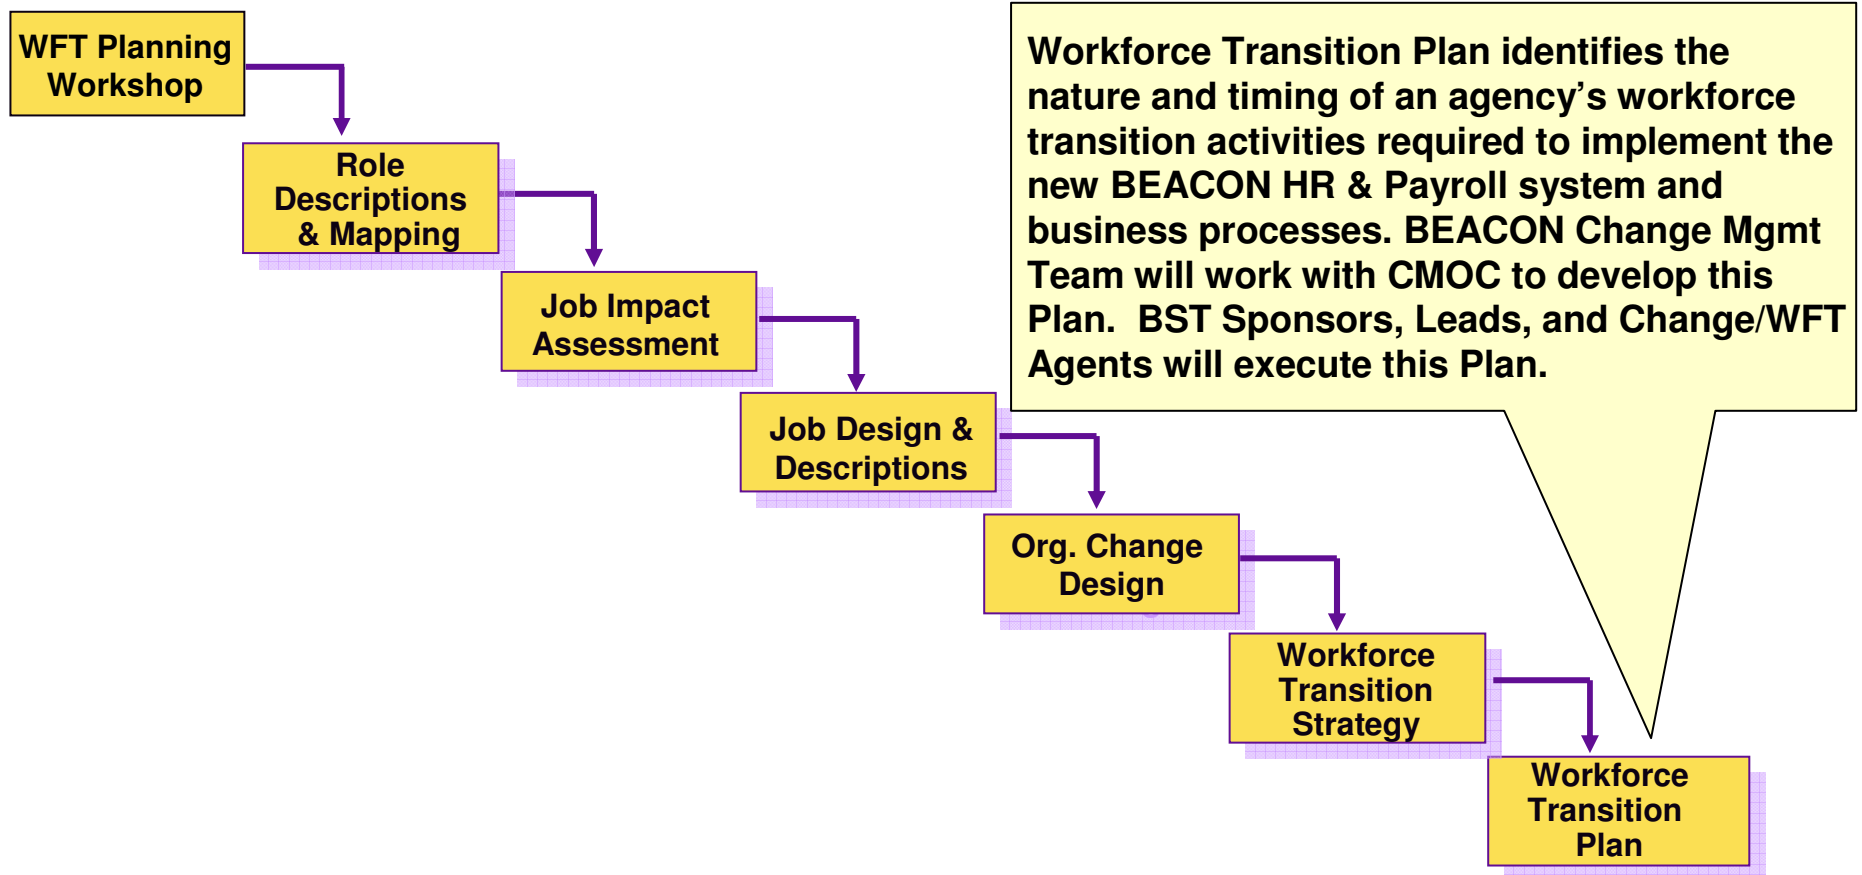 WFT Planning
Workshop
Role
Descriptions
& Mapping
Job Impact
Assessment
Job Design &
Descriptions
Org. Change
Design
Workforce
Transition
Strategy
Workforce
Transition
Plan
Workforce Transition Plan identifies the
nature and timing of an agency’s workforce
transition activities required to implement the
new BEACON HR & Payroll system and
business processes. BEACON Change Mgmt
Team will work with CMOC to develop this
Plan.  BST Sponsors, Leads, and Change/WFT
Agents will execute this Plan.